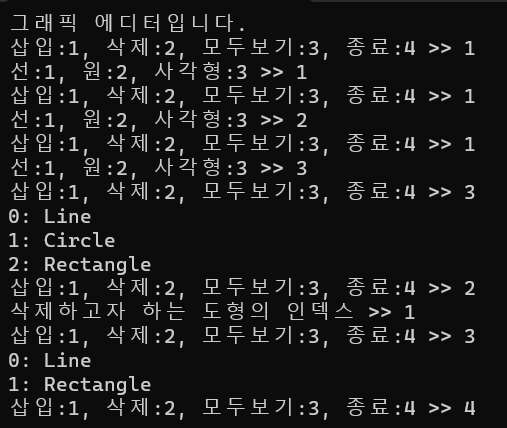 그래픽 에디터입니다.
삽입:1, 삭제:2, 모두보기:3, 종료:4 >> 1
선:1, 원:2, 사각형:3 >> 1
삽입:1, 삭제:2, 모두보기:3, 종료:4 >> 1
선:1, 원:2, 사각형:3 >> 2
삽입:1, 삭제:2, 모두보기:3, 종료:4 >> 1
선:1, 원:2, 사각형:3 >> 3
삽입:1, 삭제:2, 모두보기:3, 종료:4 >> 3
0: Line
1: Circle
2: Rectangle
삽입:1, 삭제:2, 모두보기:3, 종료:4 >> 2
삭제하고자 하는 도형의 인덱스 >> 1
삽입:1, 삭제:2, 모두보기:3, 종료:4 >> 3
0: Line
1: Rectangle
삽입:1, 삭제:2, 모두보기:3, 종료:4 >> 4